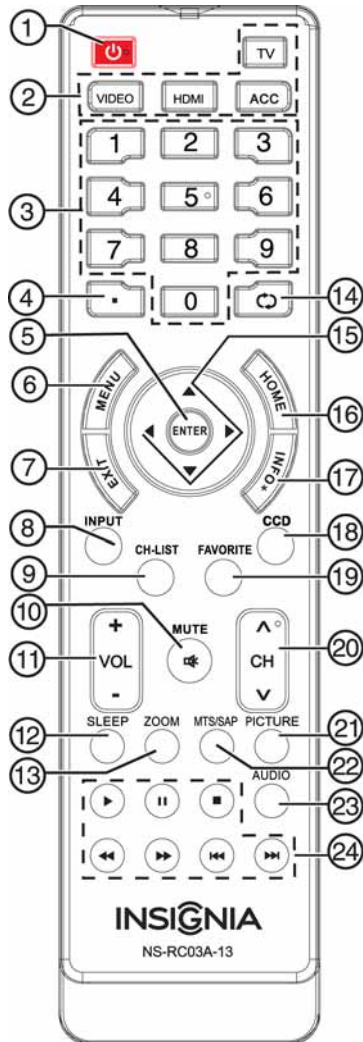 1
TV
2
VIDEO HDMI ACC
1 2 3
3
4 5 6
7 8 9
4
. 0
14
5
15
6
MENU
HOME
16
ENTER
7
EXIT
INFO*
17
INPUT
CCD
8
18
CH-LIST FAVORITE
9
19
10
MUTE
+
11
VOL
-
CH
20
SLEEP ZOOM MTS/SAP PICTURE
12
21
13
22
AUDIO
23
24
INSIGNIA
NS-RC03A-13